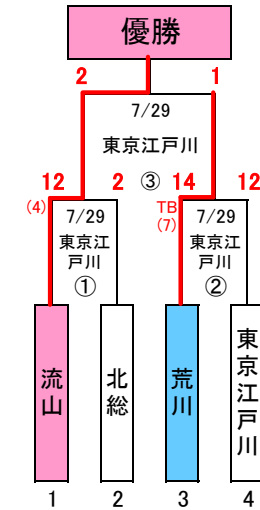 優勝
2 1
7/29
東京江戸川
③
12 2 14 12
(4) TB
(7)
7/29 7/29
東京江 東京江
戸川 戸川
① ②
流山 北総 荒川 東京江戸川
1 2 3 4